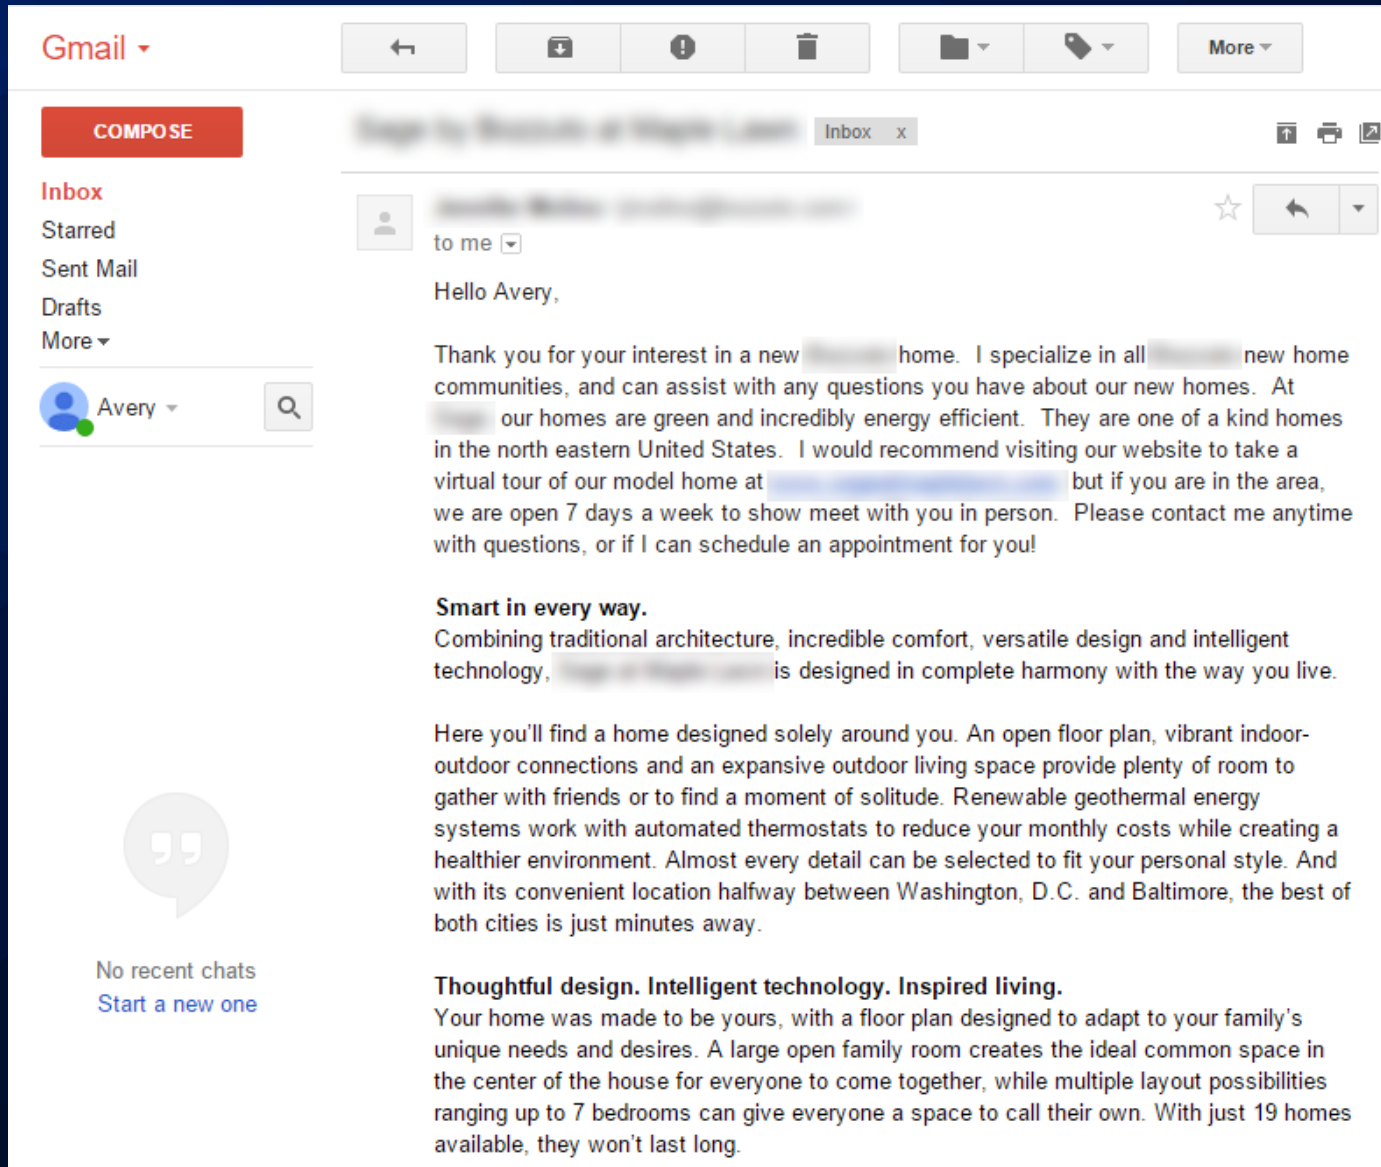 Gmail
More
COMPOSE
Inbox x
Inbox
Starred
Sent Mail
Drafts
More
Avery
to me
Hello Avery,
Thank you for your interest in a new home. I specialize in all new home
communities, and can assist with any questions you have about our new homes. At
our homes are green and incredibly energy efficient. They are one of a kind homes
in the north eastern United States. I would recommend visiting our website to take a
virtual tour of our model home at but if you are in the area,
we are open 7 days a week to show meet with you in person. Please contact me anytime
with questions, or if I can schedule an appointment for you!
Smart in every way.
Combining traditional architecture, incredible comfort, versatile design and intelligent
technology, is designed in complete harmony with the way you live.
Here you'll find a home designed solely around you. An open floor plan, vibrant indoor-
outdoor connections and an expansive outdoor living space provide plenty of room to
gather with friends or to find a moment of solitude. Renewable geothermal energy
systems work with automated thermostats to reduce your monthly costs while creating a
healthier environment. Almost every detail can be selected to fit your personal style. And
with its convenient location halfway between Washington, D.C. and Baltimore, the best of
both cities is just minutes away.
Thoughtful design. Intelligent technology. Inspired living.
Your home was made to be yours, with a floor plan designed to adapt to your family's
unique needs and desires. A large open family room creates the ideal common space in
the center of the house for everyone to come together, while multiple layout possibilities
ranging up to 7 bedrooms can give everyone a space to call their own. With just 19 homes
available, they won't last long.
No recent chats
Start a new one